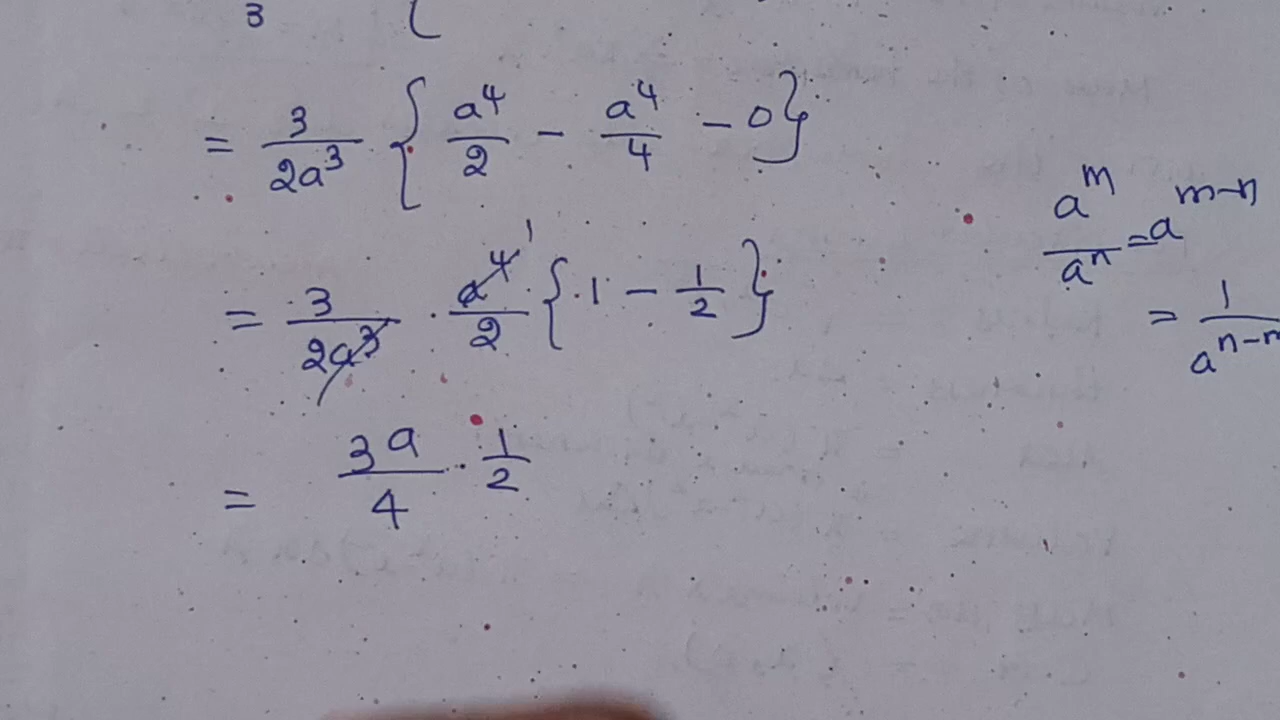 3 {
= 3/2a³ · { a⁴/2 − a⁴/4 − 0 }
= 3/2a³ · a⁴ ¹/2 { 1 − 1/2 }
= 3a/4 · 1/2
aᵐ/aⁿ = aᵐ⁻ⁿ